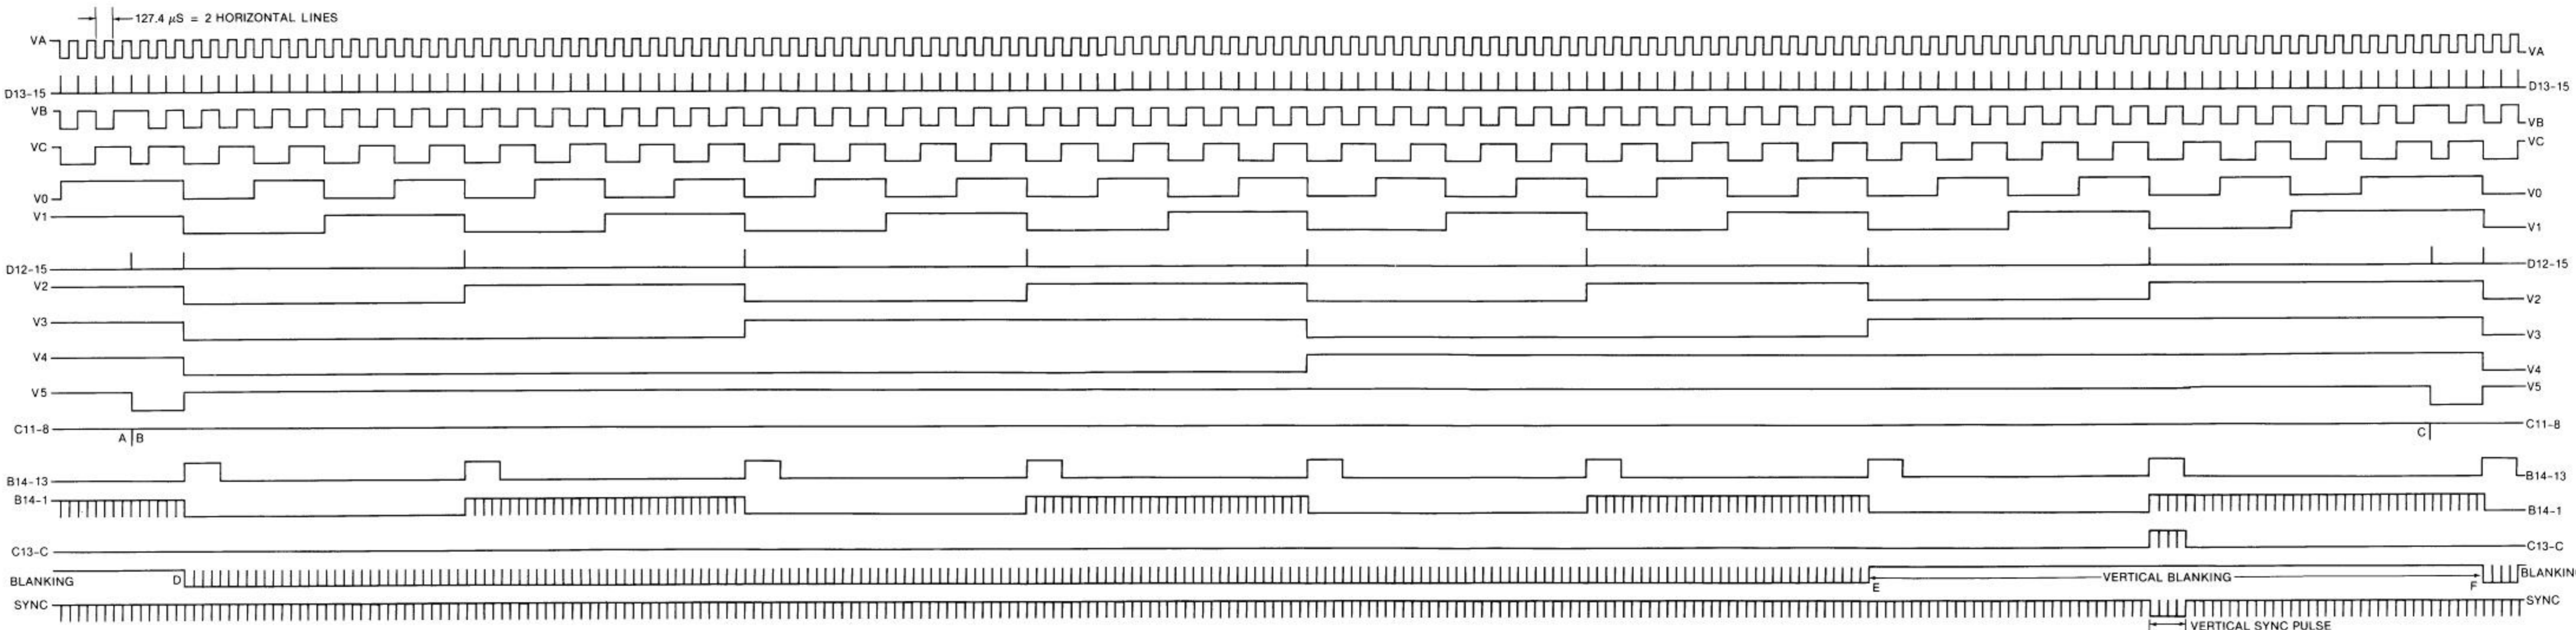 127.4 μS = 2 HORIZONTAL LINES
VA VA
D13-15 D13-15
VB VB
VC VC
V0 V0
V1 V1
D12-15 D12-15
V2 V2
V3 V3
V4 V4
V5 V5
C11-8 A B C C11-8
B14-13 B14-13
B14-1 B14-1
C13-C C13-C
BLANKING D E VERTICAL BLANKING F BLANKIN
SYNC SYNC
VERTICAL SYNC PULSE